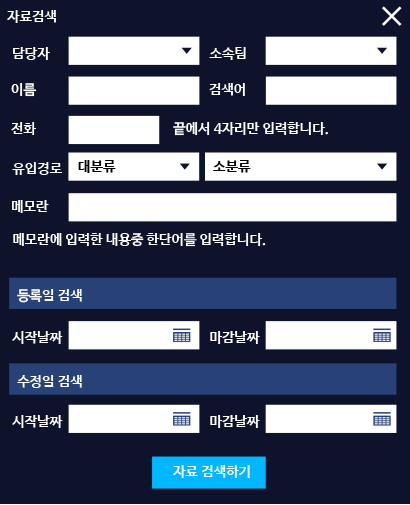 자료검색
담당자 소속팀
이름 검색어
전화 끝에서 4자리만 입력합니다.
유입경로 대분류 소분류
메모란
메모란에 입력한 내용중 한단어를 입력합니다.
등록일 검색
시작날짜 마감날짜
수정일 검색
시작날짜 마감날짜
자료 검색하기